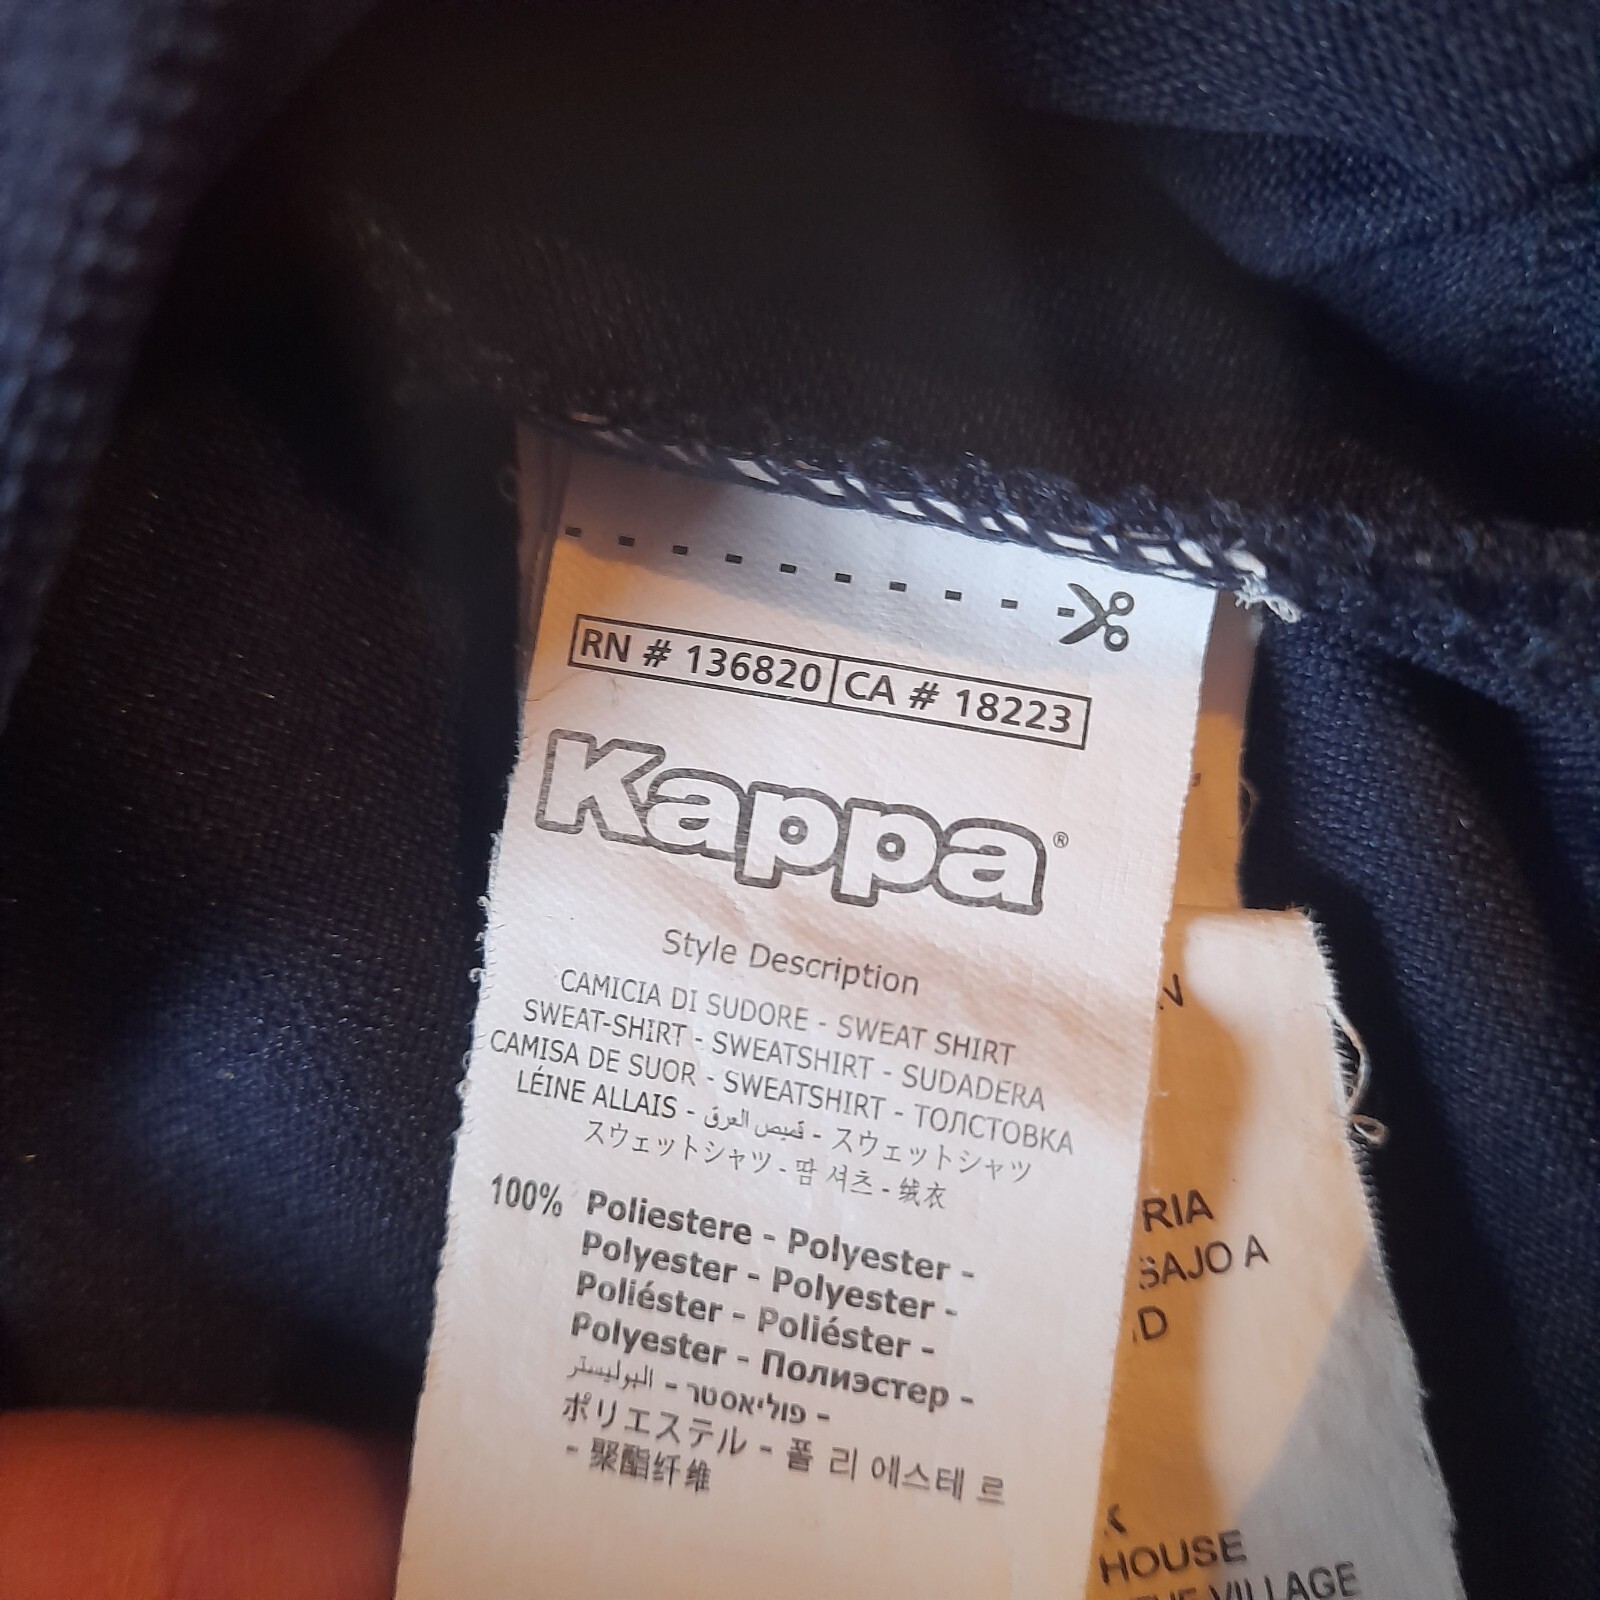 RN # 136820 CA # 18223
Kappa®
Style Description
CAMICIA DI SUDORE - SWEAT SHIRT
SWEAT-SHIRT - SWEATSHIRT - SUDADERA
CAMISA DE SUOR - SWEATSHIRT - ТОЛСТОВКА
LÉINE ALLAIS - قميص العرق - スウェットシャツ
スウェットシャツ - 땀 셔츠 - 绒衣
100% Poliestere - Polyester -
Polyester - Polyester -
Poliéster - Poliéster -
Polyester - Полиэстер -
البوليستر - פוליאסטר -
ポリエステル - 폴 리 에스테 르
- 聚酯纤维
RIA
BAJO A
D
HOUSE
THE VILLAGE